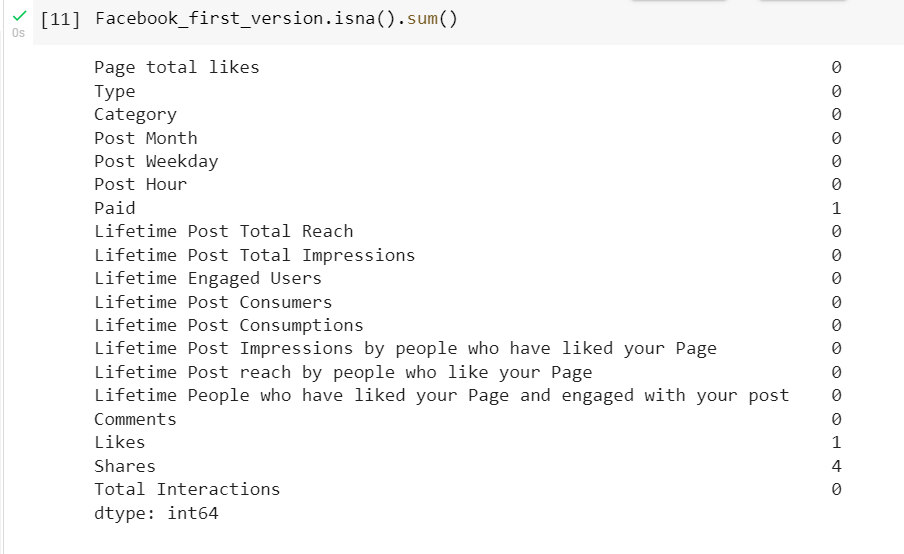 [11] Facebook_first_version.isna().sum()
0s
Page total likes 0
Type 0
Category 0
Post Month 0
Post Weekday 0
Post Hour 0
Paid 1
Lifetime Post Total Reach 0
Lifetime Post Total Impressions 0
Lifetime Engaged Users 0
Lifetime Post Consumers 0
Lifetime Post Consumptions 0
Lifetime Post Impressions by people who have liked your Page 0
Lifetime Post reach by people who like your Page 0
Lifetime People who have liked your Page and engaged with your post 0
Comments 0
Likes 1
Shares 4
Total Interactions 0
dtype: int64